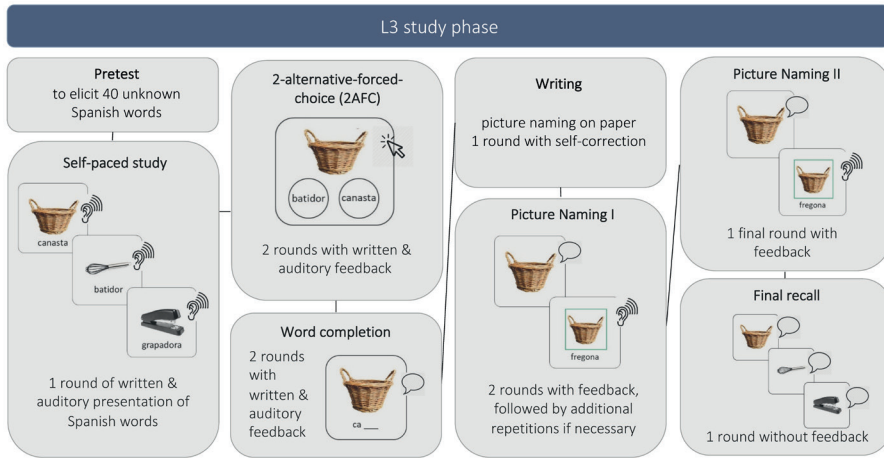 L3 study phase
Pretest
to elicit 40 unknown
Spanish words
Self-paced study
canasta
batidor
grapadora
1 round of written &
auditory presentation of
Spanish words
2-alternative-forced-
choice (2AFC)
batidor
canasta
2 rounds with written &
auditory feedback
Word completion
2 rounds
with
written &
auditory
feedback
ca ___
Writing
picture naming on paper
1 round with self-correction
Picture Naming I
fregona
2 rounds with feedback,
followed by additional
repetitions if necessary
Picture Naming II
fregona
1 final round with
feedback
Final recall
1 round without feedback